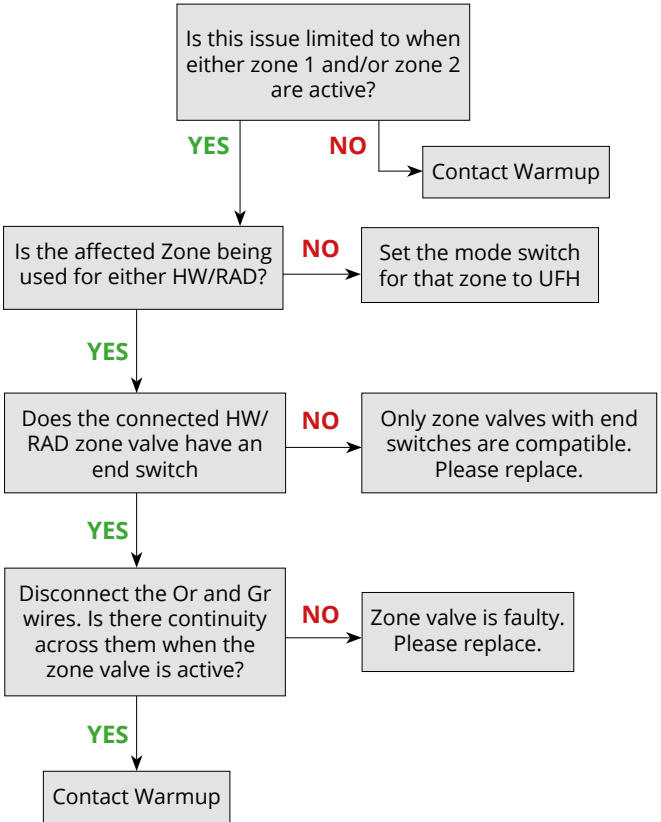 Is this issue limited to when
either zone 1 and/or zone 2
are active?
YES
NO
Contact Warmup
Is the affected Zone being
used for either HW/RAD?
NO
Set the mode switch
for that zone to UFH
YES
Does the connected HW/
RAD zone valve have an
end switch
NO
Only zone valves with end
switches are compatible.
Please replace.
YES
Disconnect the Or and Gr
wires. Is there continuity
across them when the
zone valve is active?
NO
Zone valve is faulty.
Please replace.
YES
Contact Warmup